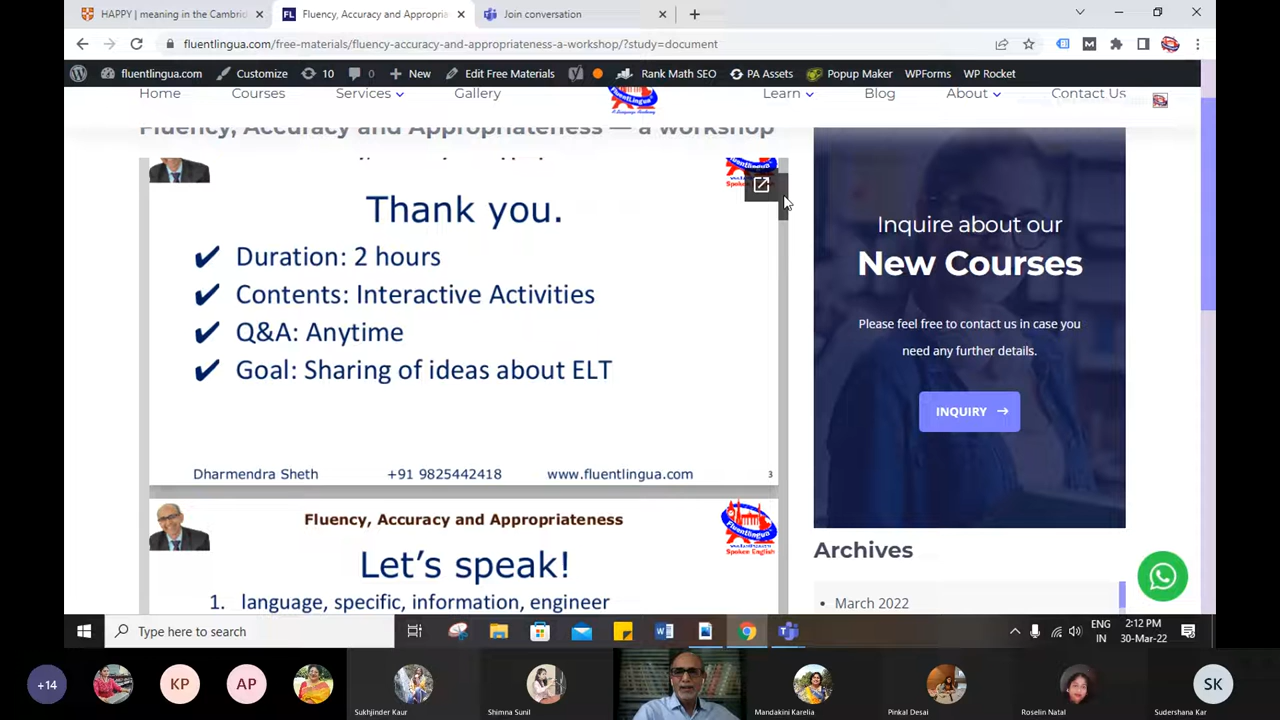 HAPPY | meaning in the Cambrid
FL
Fluency, Accuracy and Appropria
Join conversation
fluentlingua.com/free-materials/fluency-accuracy-and-appropriateness-a-workshop/?study=document
fluentlingua.com
Customize
10
0
New
Edit Free Materials
Rank Math SEO
PA Assets
Popup Maker
WPForms
WP Rocket
Home
Courses
Services
Gallery
Learn
Blog
About
Contact Us
Fluency, Accuracy and Appropriateness — a workshop
Thank you.
✔ Duration: 2 hours
✔ Contents: Interactive Activities
✔ Q&A: Anytime
✔ Goal: Sharing of ideas about ELT
Dharmendra Sheth +91 9825442418 www.fluentlingua.com 3
Fluency, Accuracy and Appropriateness
FluentLingua
Spoken English
Let's speak!
1. language, specific, information, engineer
Inquire about our
New Courses
Please feel free to contact us in case you
need any further details.
INQUIRY →
Archives
• March 2022
Type here to search
ENG
IN
2:12 PM
30-Mar-22
+14
KP
AP
Sukhjinder Kaur
Shimna Sunil
Mandakini Karelia
Pinkal Desai
Roselin Natal
SK
Sudershana Kar